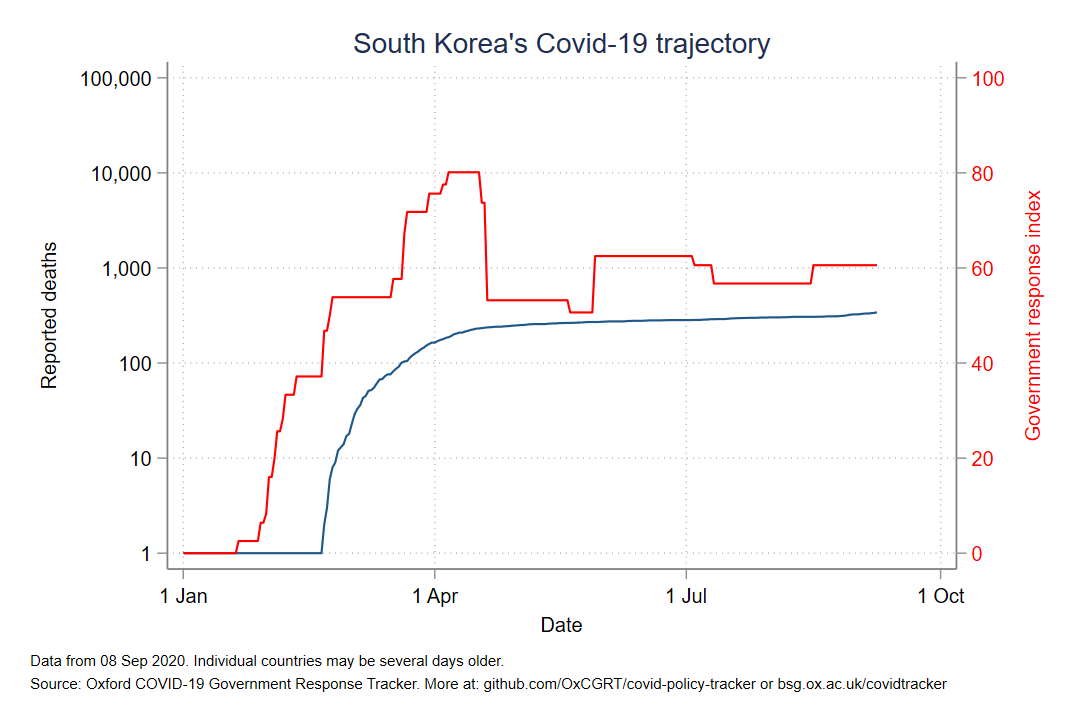 South Korea's Covid-19 trajectory
100,000
10,000
1,000
100
10
1
Reported deaths
100
80
60
40
20
0
Government response index
1 Jan
1 Apr
1 Jul
1 Oct
Date
Data from 08 Sep 2020. Individual countries may be several days older.
Source: Oxford COVID-19 Government Response Tracker. More at: github.com/OxCGRT/covid-policy-tracker or bsg.ox.ac.uk/covidtracker